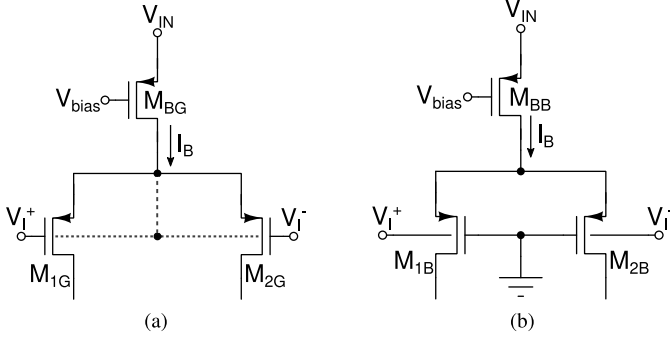 V_IN
V_bias
M_BG
I_B
V_I^+
V_I^-
M_1G
M_2G
(a)
V_IN
V_bias
M_BB
I_B
V_I^+
V_I^-
M_1B
M_2B
(b)